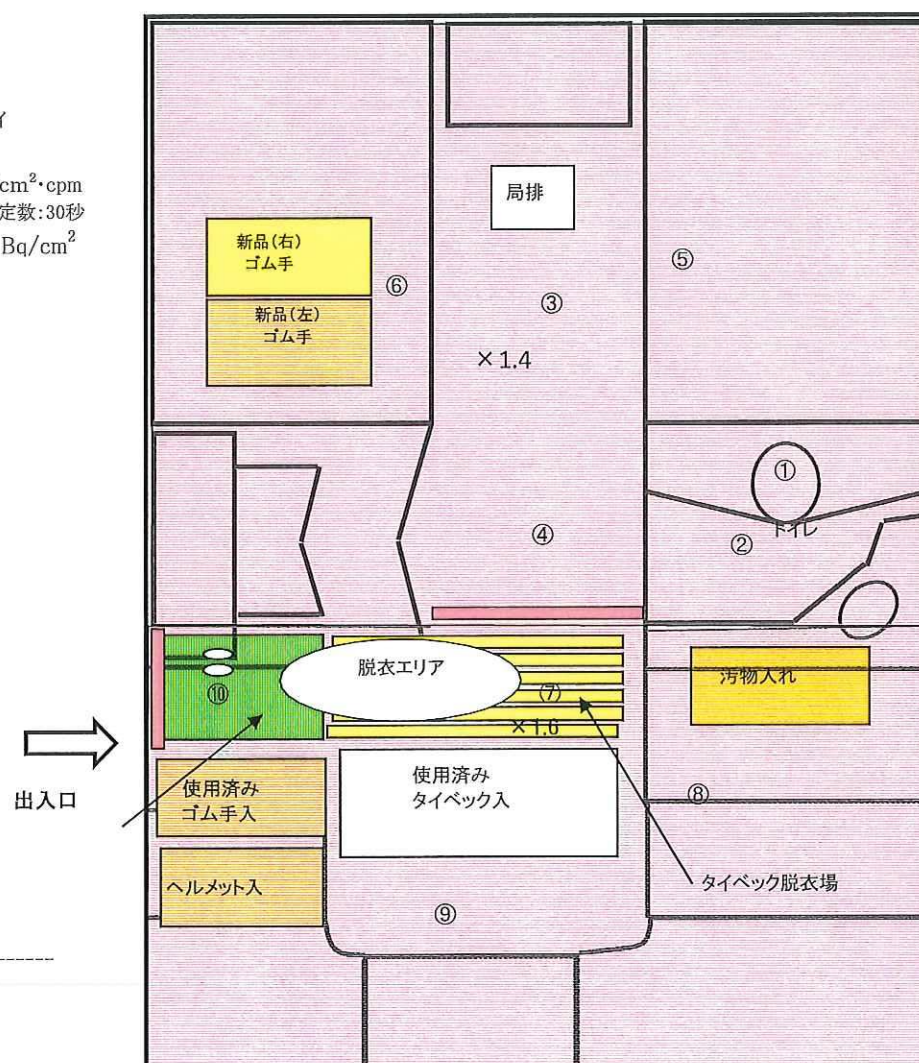 イ
cm²・cpm
定数:30秒
Bq/cm²
局排
新品(右)
ゴム手
⑤
⑥
③
新品(左)
ゴム手
×1.4
①
④
②
トイレ
脱衣エリア
汚物入れ
⑩
⑦
×1.6
使用済み
タイベック入
使用済み
ゴム手入
出入口
⑧
ヘルメット入
タイベック脱衣場
⑨